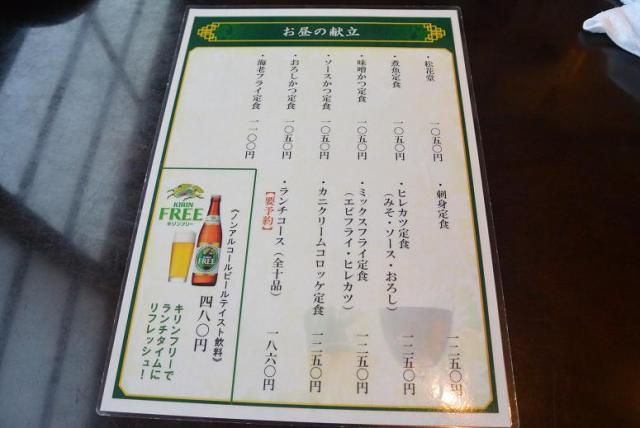 お昼の献立
・松花堂 一〇五〇円
・煮魚定食 一〇五〇円
・味噌かつ定食 一〇五〇円
・ソースかつ定食 一〇五〇円
・おろしかつ定食 一〇五〇円
・海老フライ定食 一一〇〇円
・刺身定食 一二五〇円
・ヒレカツ定食
(みそ・ソース・おろし) 一二五〇円
・ミックスフライ定食
(エビフライ・ヒレカツ) 一二五〇円
・カニクリームコロッケ定食 一二五〇円
・ランチコース(全十品) 一八六〇円
【要予約】
KIRIN
FREE
キリンフリー
FREE
《ノンアルコールビールテイスト飲料》
四八〇円
キリンフリーで
ランチタイムに
リフレッシュ!